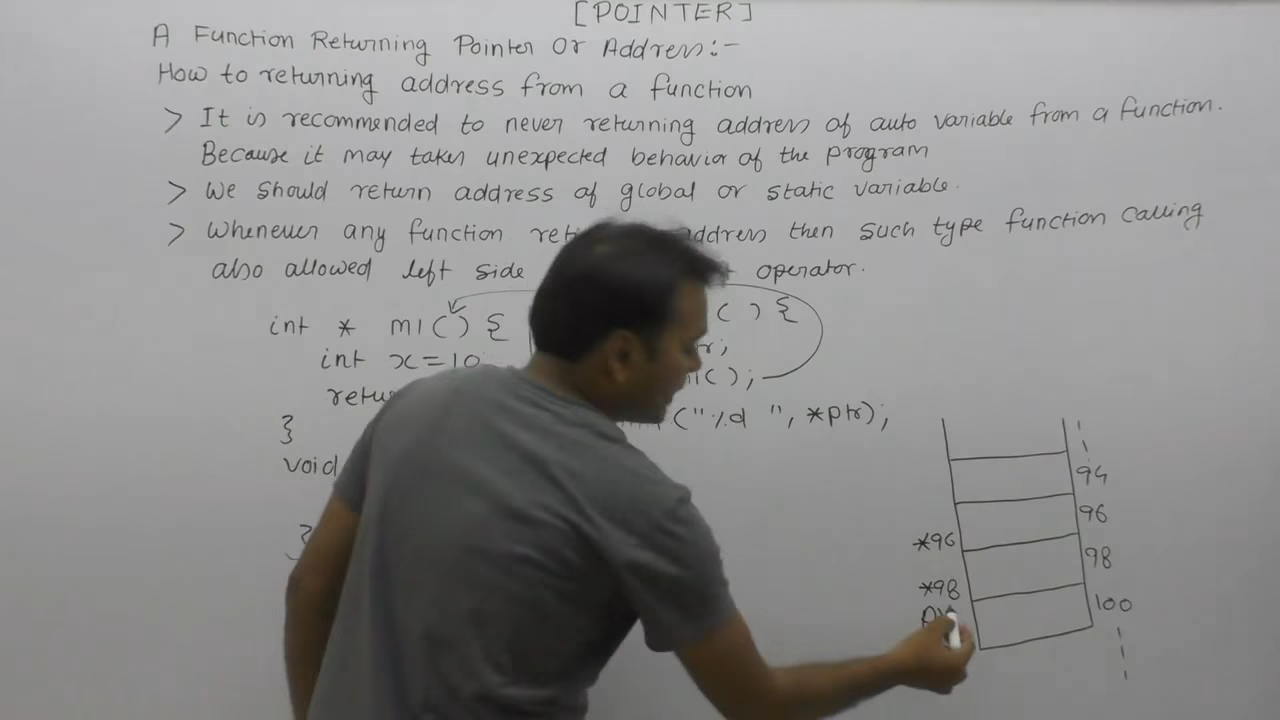 [POINTER]
A Function Returning Pointer Or Address:-
How to returning address from a function
> It is recommended to never returning address of auto variable from a function.
Because it may takes unexpected behavior of the program
> We should return address of global or static variable.
> Whenever any function address then such type function calling
also allowed left side operator.
int * m1() {
int x=10
}
void
}
( ) {
();
("%d ", *ptr);
94
96
98
100
*96
*98